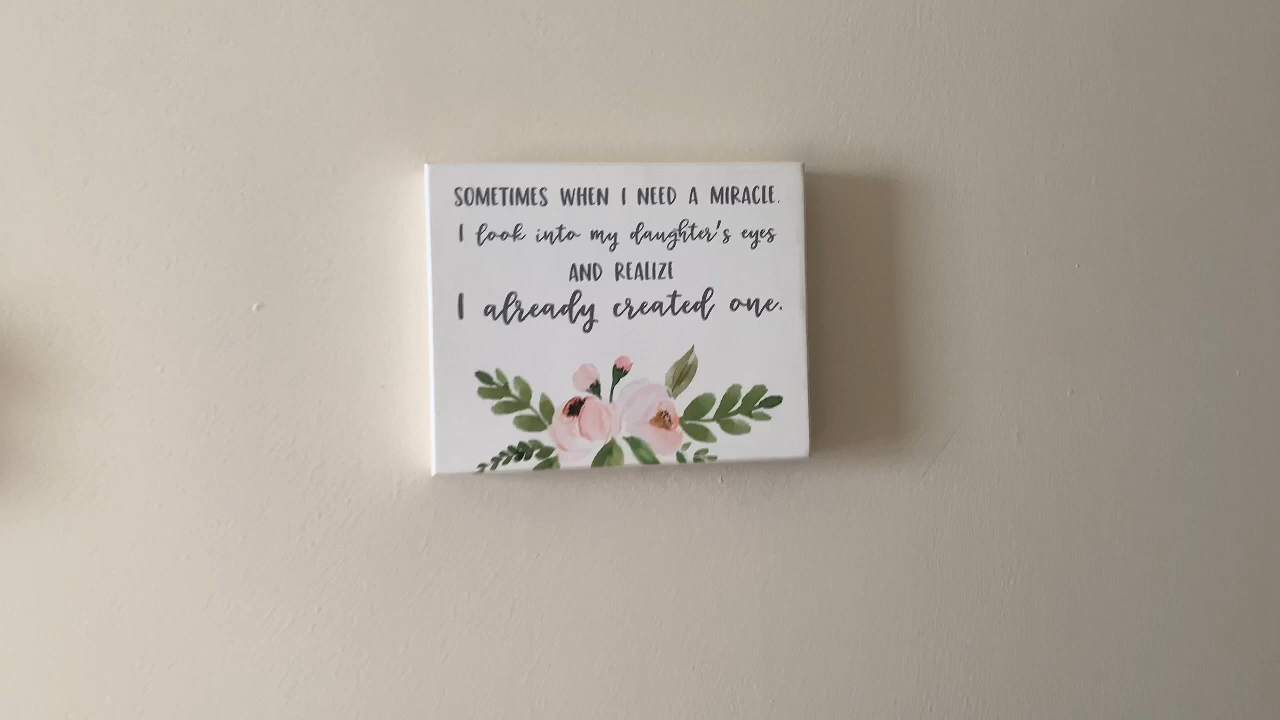 SOMETIMES WHEN I NEED A MIRACLE.
I look into my daughter's eyes
AND REALIZE
I already created one.